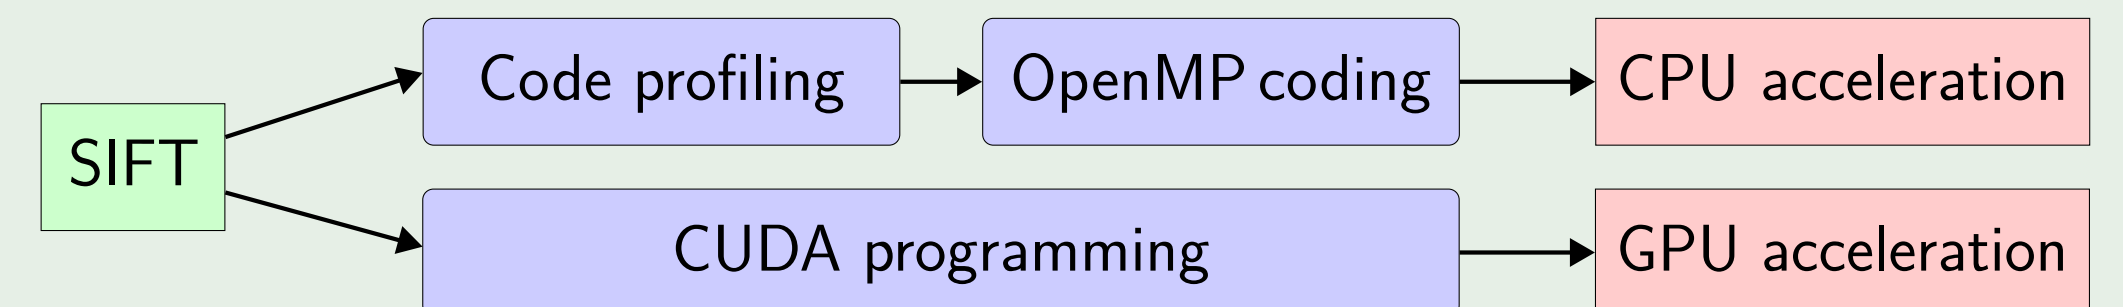 Code profiling
OpenMP coding
CPU acceleration
SIFT
CUDA programming
GPU acceleration